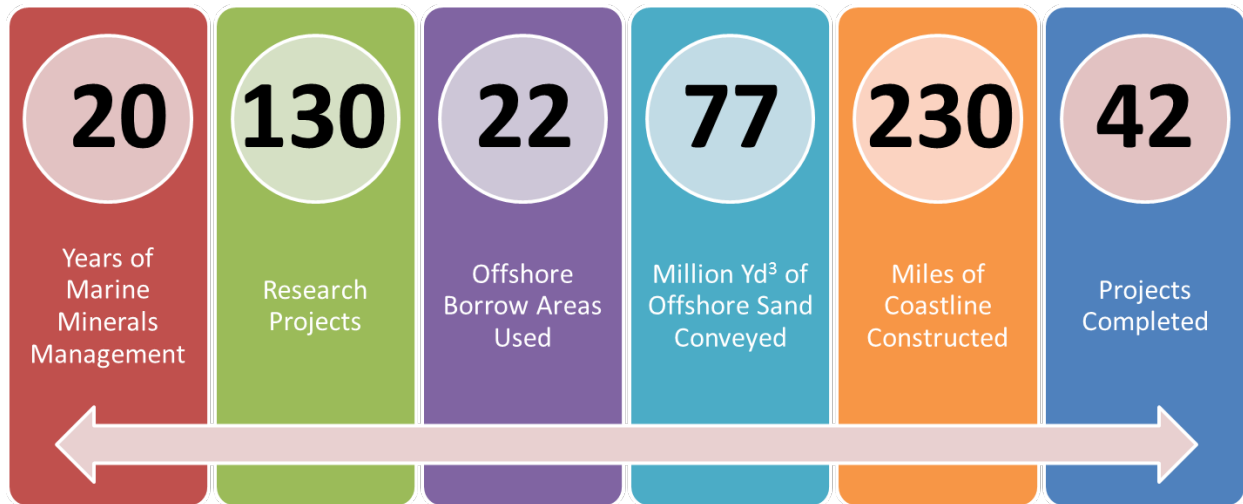 20
Years of
Marine
Minerals
Management
130
Research
Projects
22
Offshore
Borrow Areas
Used
77
Million Yd³ of
Offshore Sand
Conveyed
230
Miles of
Coastline
Constructed
42
Projects
Completed